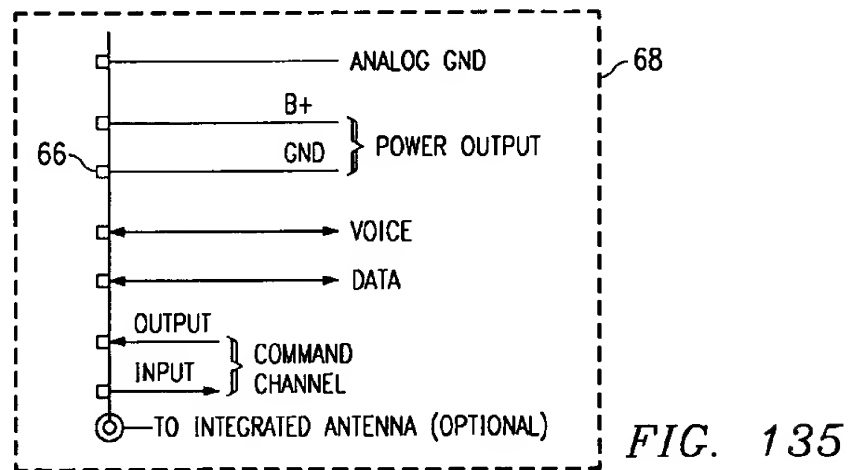 ANALOG GND
68
B+
66
GND
POWER OUTPUT
VOICE
DATA
OUTPUT
INPUT
COMMAND
CHANNEL
TO INTEGRATED ANTENNA (OPTIONAL)
FIG. 135